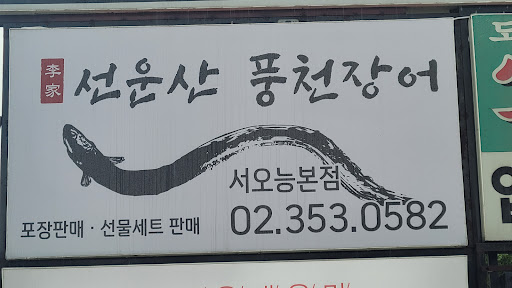 李家 선운산 풍천장어
서오능본점
포장판매 · 선물세트 판매 02.353.0582